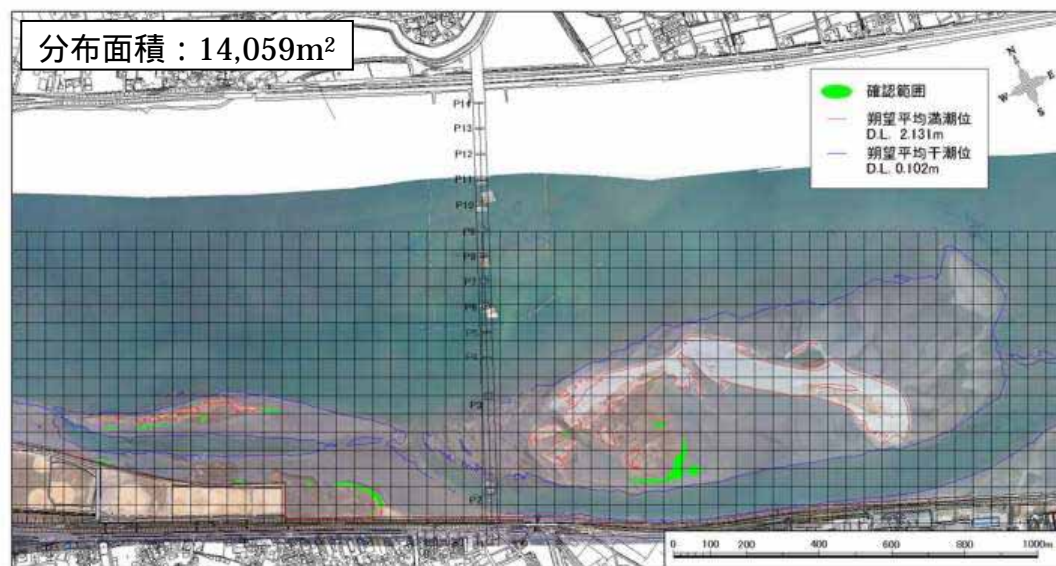 分布面積：14,059m²
N
E
W
S
確認範囲
朔望平均満潮位
D.L. 2.131m
朔望平均干潮位
D.L. 0.102m
P14
P13
P12
P11
P10
P9
P8
P7
P6
P5
P4
P3
P2
0 100 200 400 600 800 1000m